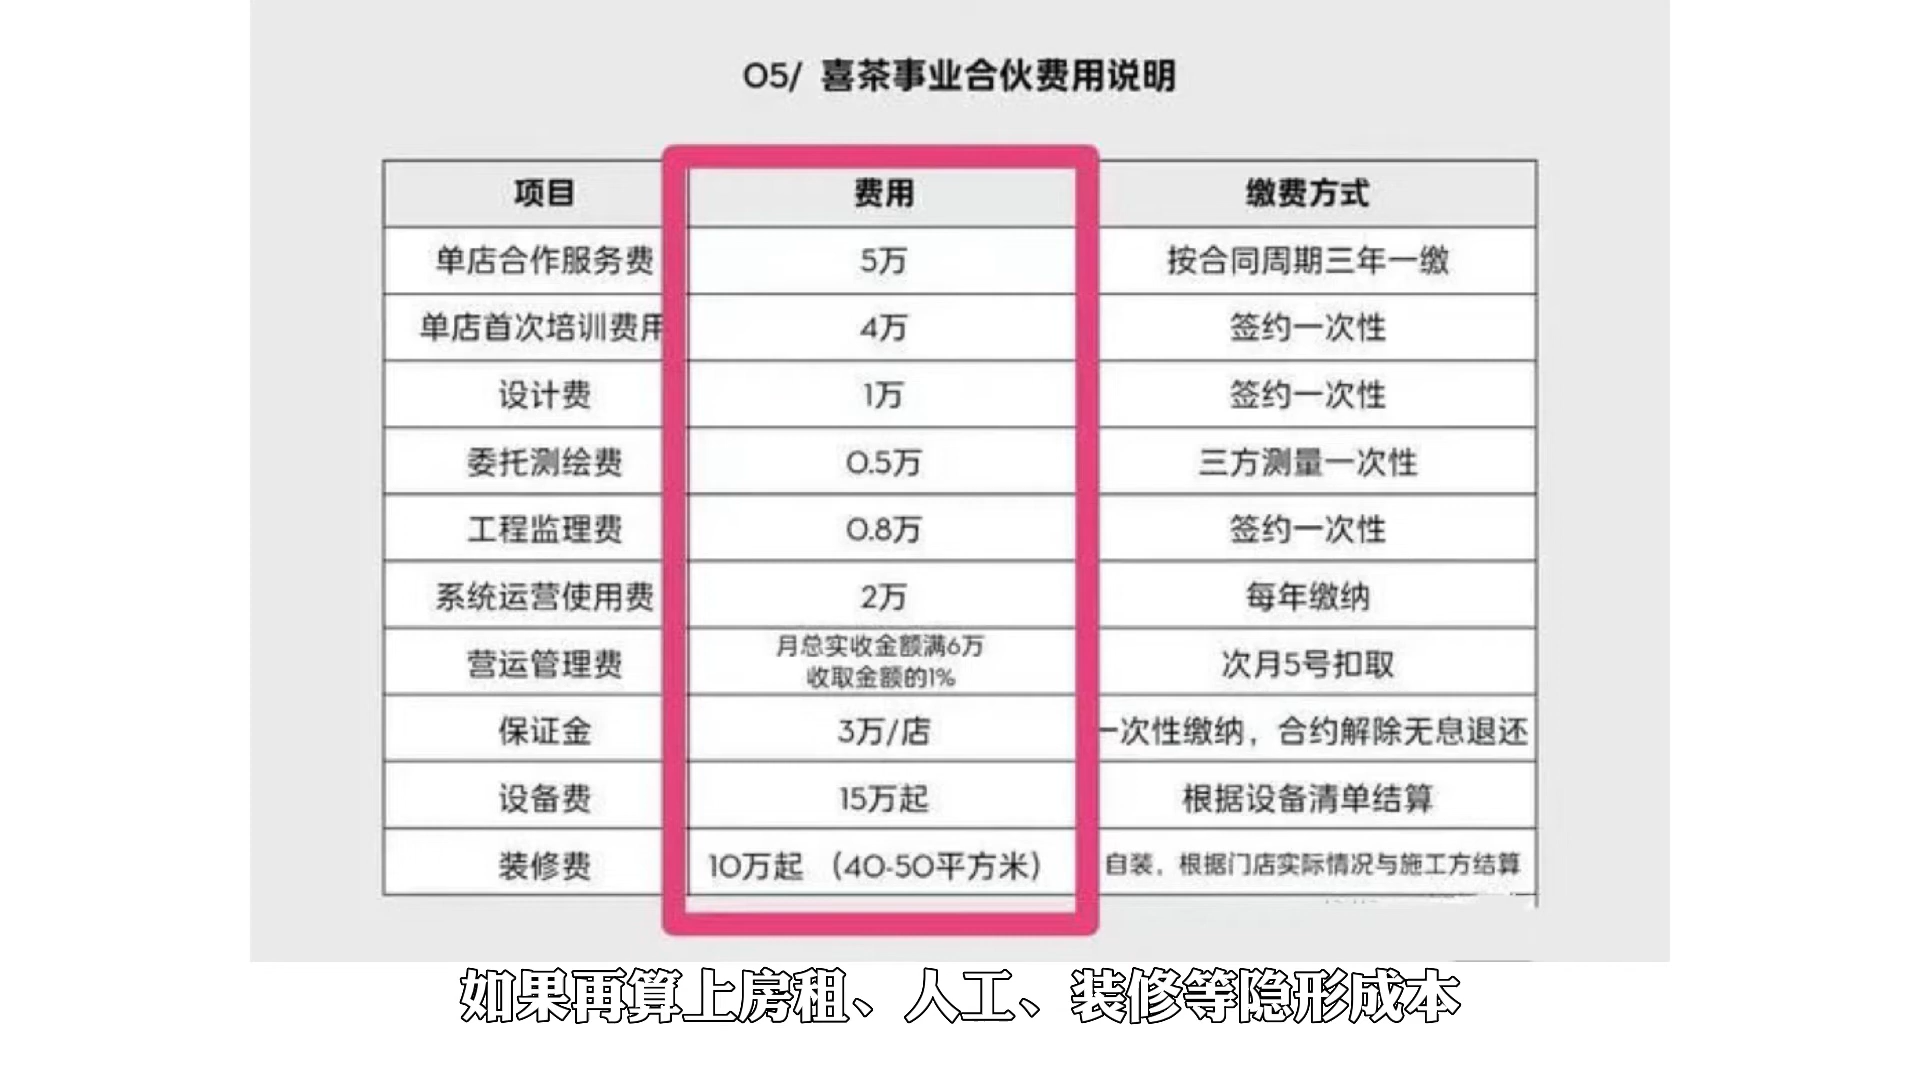 05/ 喜茶事业合伙费用说明
项目 费用 缴费方式
单店合作服务费 5万 按合同周期三年一缴
单店首次培训费用 4万 签约一次性
设计费 1万 签约一次性
委托测绘费 0.5万 三方测量一次性
工程监理费 0.8万 签约一次性
系统运营使用费 2万 每年缴纳
营运管理费 月总实收金额满6万 次月5号扣取
收取金额的1%
保证金 3万/店 一次性缴纳，合约解除无息退还
设备费 15万起 根据设备清单结算
装修费 10万起 （40-50平方米） 自装，根据门店实际情况与施工方结算
如果再算上房租、人工、装修等隐形成本